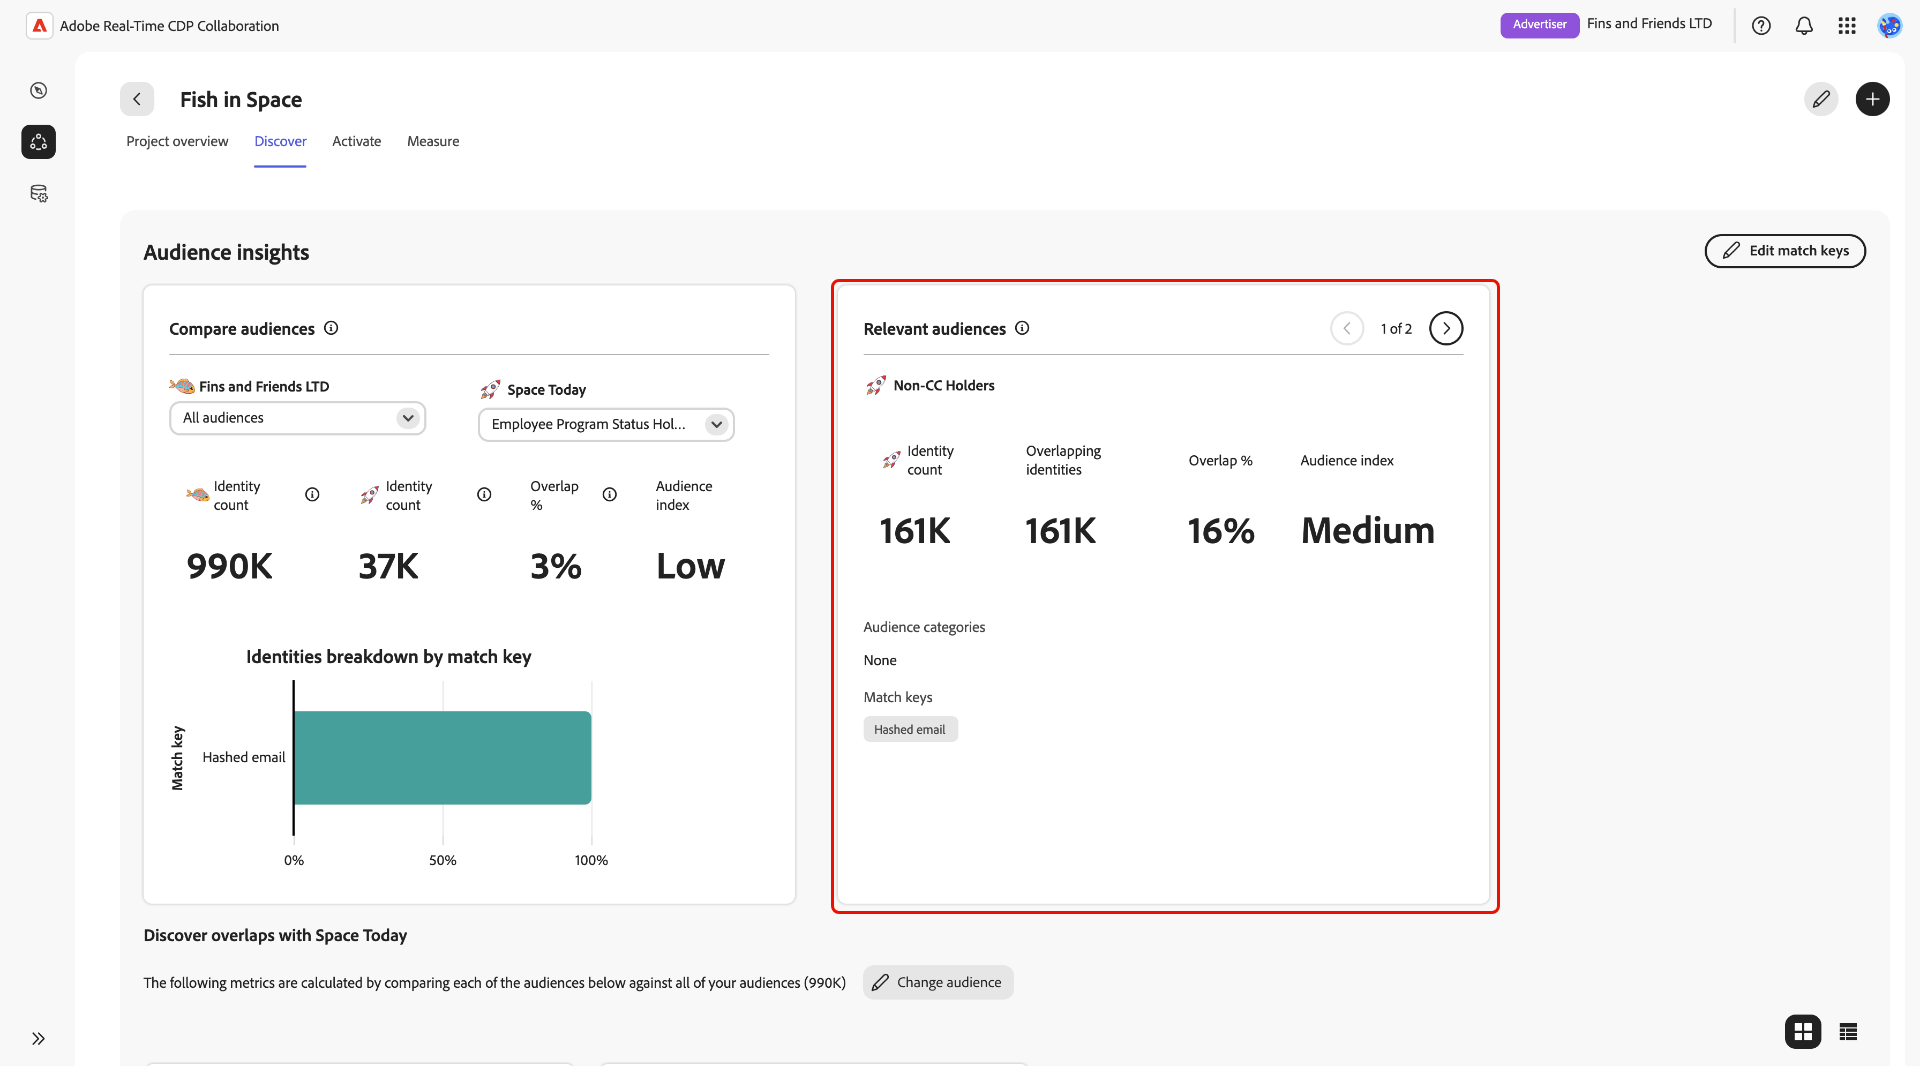 Adobe Real-Time CDP Collaboration
Advertiser
Fins and Friends LTD
Fish in Space
Project overview
Discover
Activate
Measure
Audience insights
Edit match keys
Compare audiences
Fins and Friends LTD
All audiences
Space Today
Employee Program Status Hol...
Identity
count
990K
Identity
count
37K
Overlap
%
3%
Audience
index
Low
Identities breakdown by match key
Match key
Hashed email
0%
50%
100%
Relevant audiences
1 of 2
Non-CC Holders
Identity
count
161K
Overlapping
identities
161K
Overlap %
16%
Audience index
Medium
Audience categories
None
Match keys
Hashed email
Discover overlaps with Space Today
The following metrics are calculated by comparing each of the audiences below against all of your audiences (990K)
Change audience